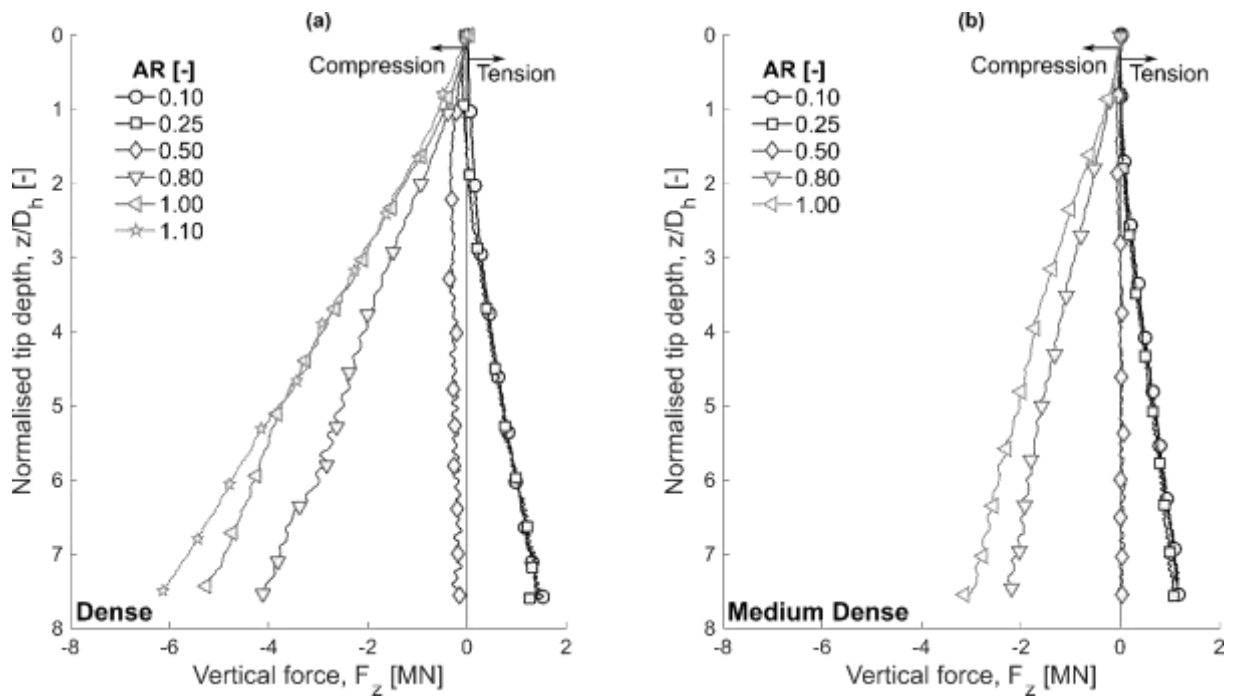 (a)
Compression
Tension
AR [-]
0.10
0.25
0.50
0.80
1.00
1.10
0
1
2
3
4
5
6
7
8
Normalised tip depth, z/D_h [-]
Dense
-8
-6
-4
-2
0
2
Vertical force, F_z [MN]
(b)
Compression
Tension
AR [-]
0.10
0.25
0.50
0.80
1.00
0
1
2
3
4
5
6
7
8
Normalised tip depth, z/D_h [-]
Medium Dense
-8
-6
-4
-2
0
2
Vertical force, F_z [MN]